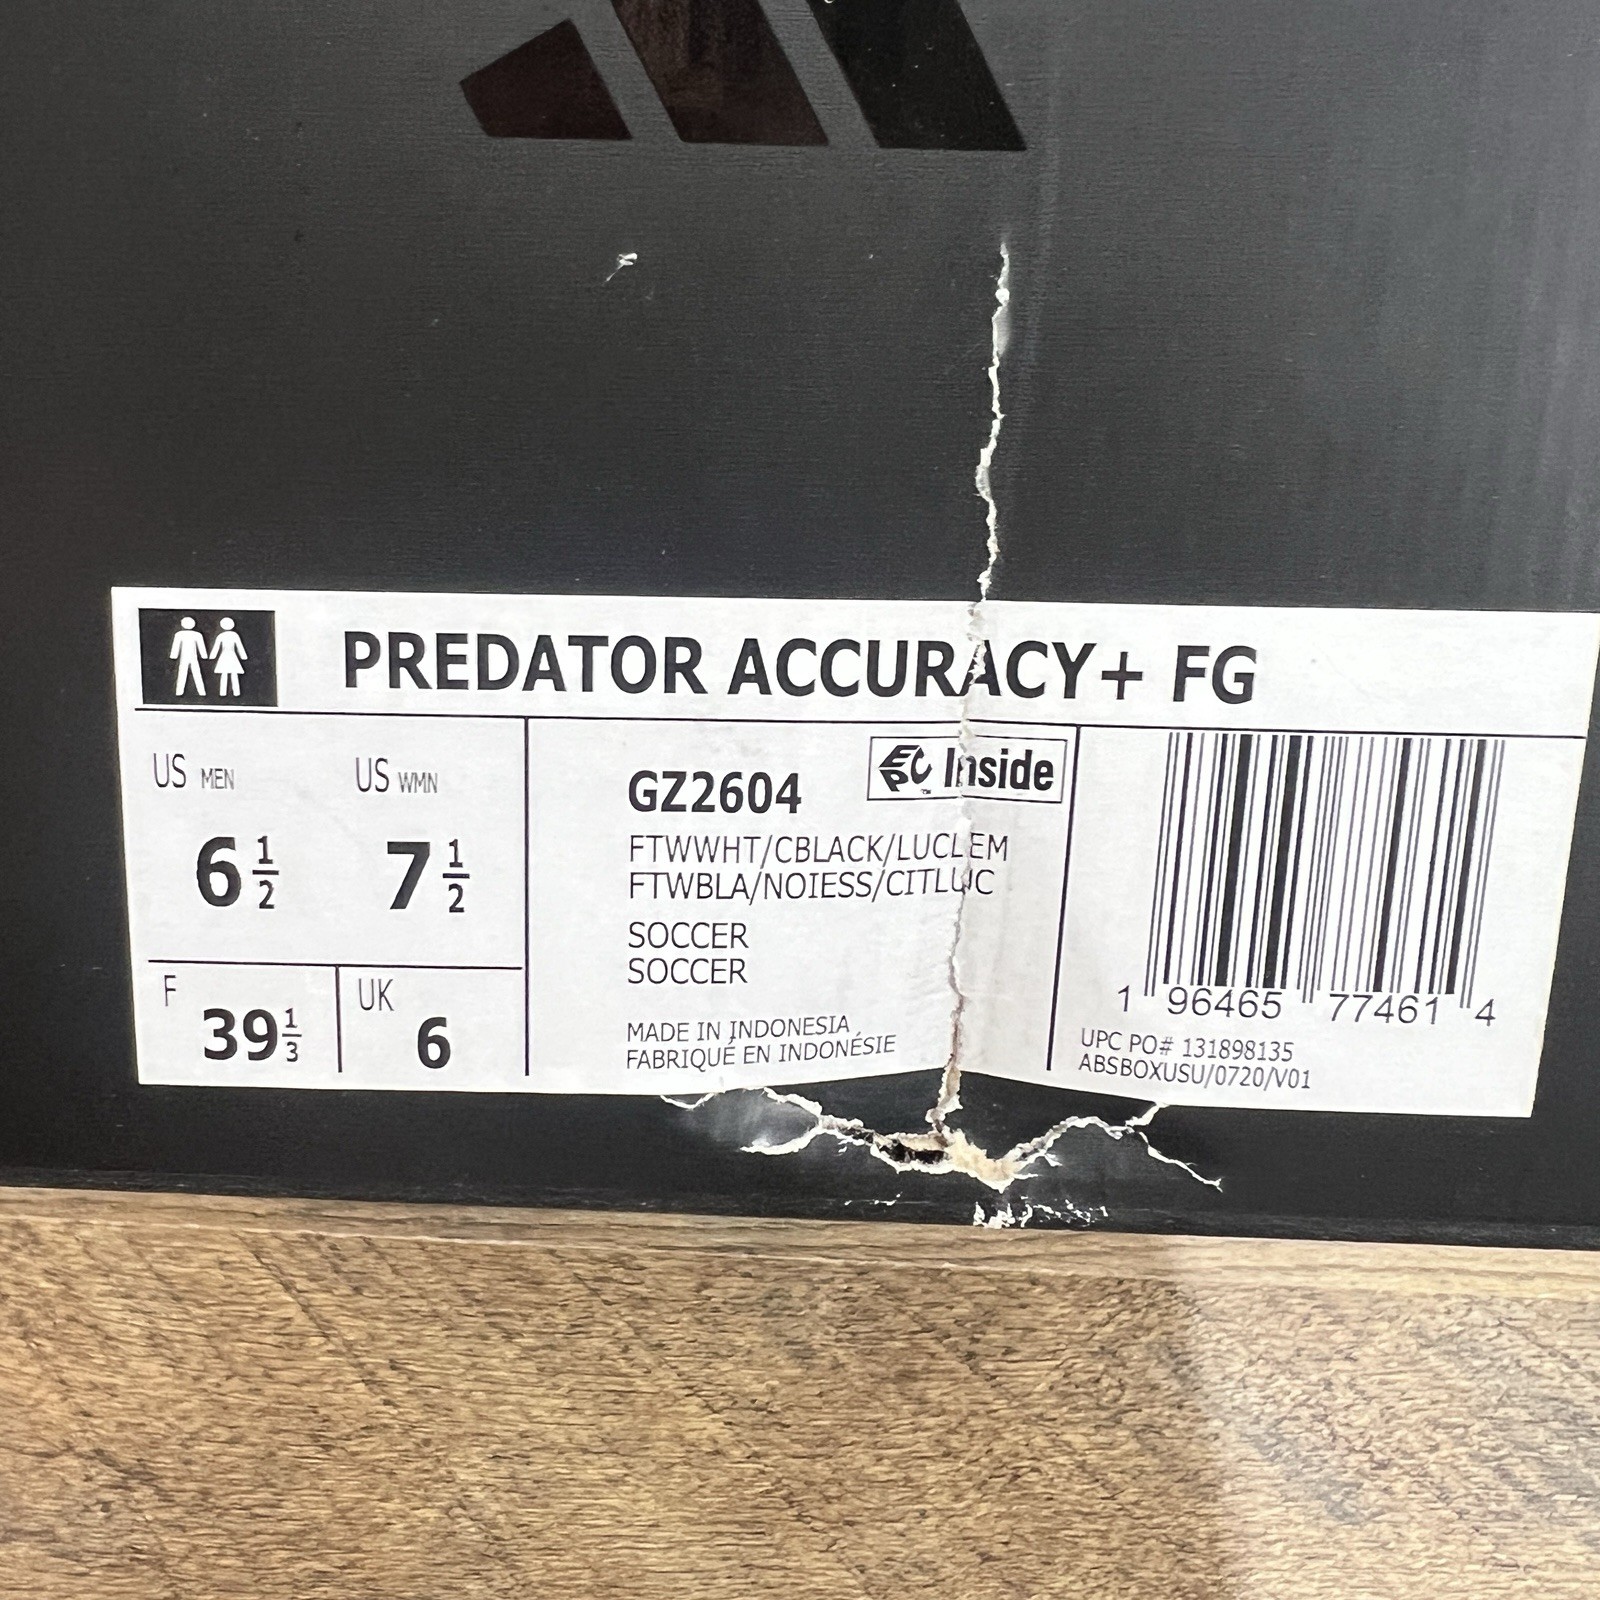 PREDATOR ACCURACY+ FG
US MEN US WMN
6 1/2 7 1/2
F 39 1/3 UK 6
GZ2604
EPC Inside
™
FTWWHT/CBLACK/LUCLEM
FTWBLA/NOIESS/CITLUC
SOCCER
SOCCER
MADE IN INDONESIA
FABRIQUÉ EN INDONÉSIE
1 96465 77461 4
UPC PO# 131898135
ABSBOXUSU/0720/V01